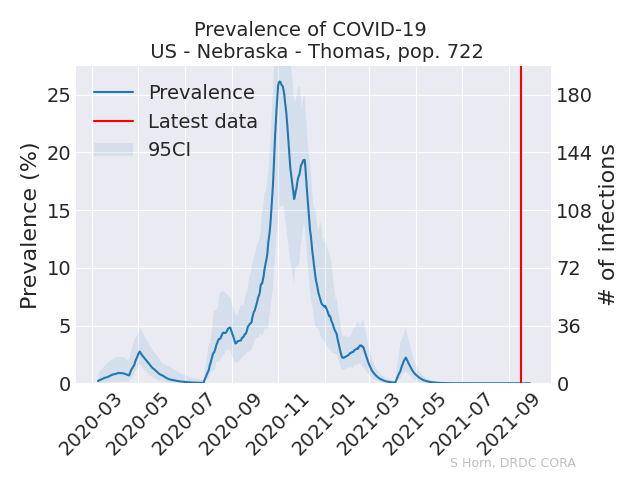 Prevalence of COVID-19
US - Nebraska - Thomas, pop. 722
Prevalence
Latest data
95CI
Prevalence (%)
25
20
15
10
5
0
180
144
108
72
36
0
# of infections
2020-03
2020-05
2020-07
2020-09
2020-11
2021-01
2021-03
2021-05
2021-07
2021-09
S Horn, DRDC CORA